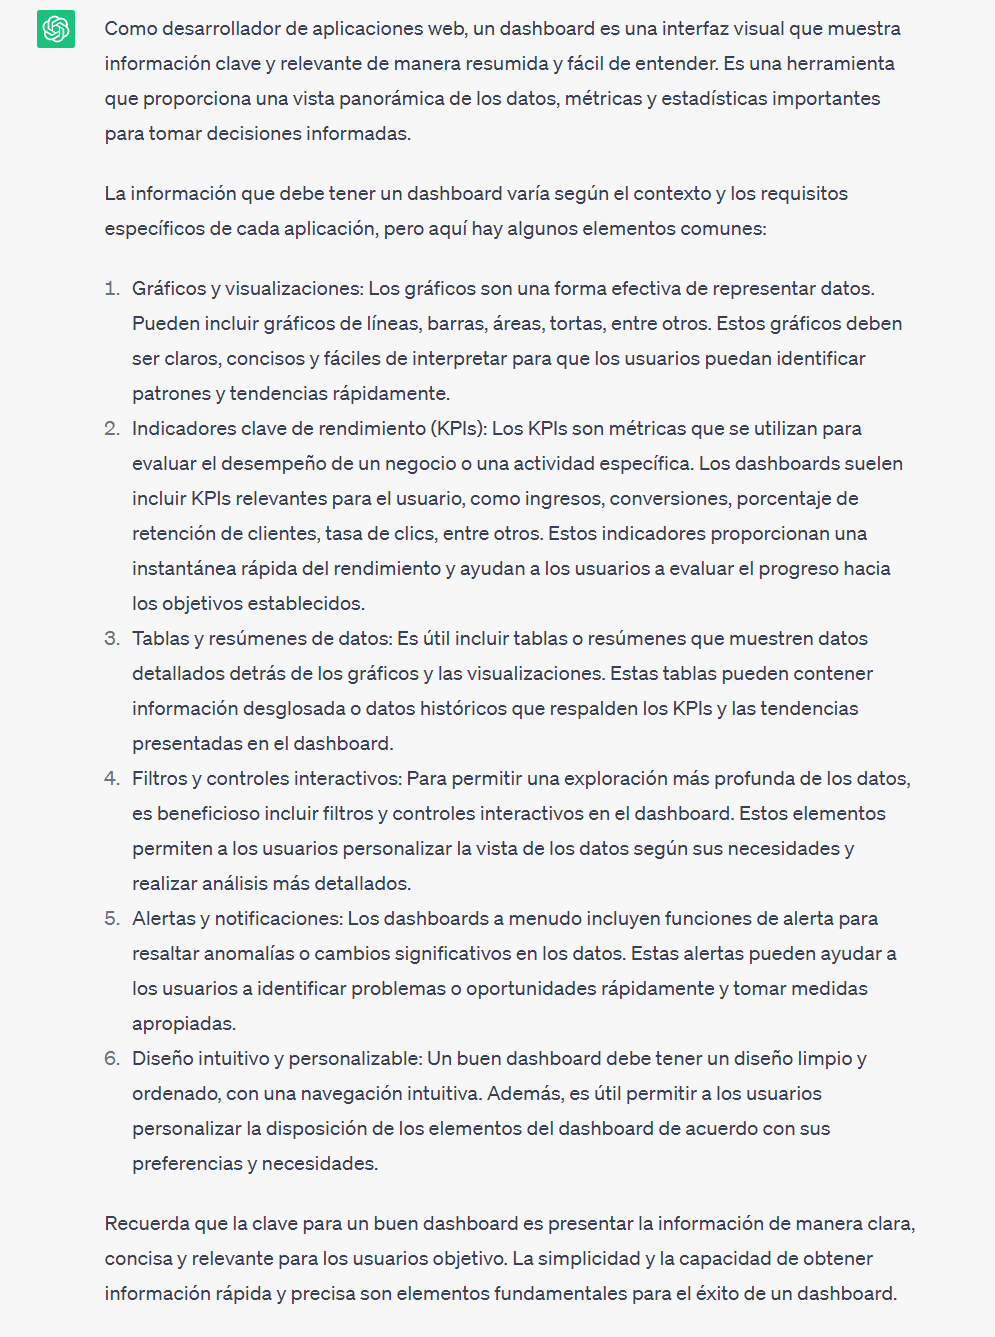 Como desarrollador de aplicaciones web, un dashboard es una interfaz visual que muestra
información clave y relevante de manera resumida y fácil de entender. Es una herramienta
que proporciona una vista panorámica de los datos, métricas y estadísticas importantes
para tomar decisiones informadas.
La información que debe tener un dashboard varía según el contexto y los requisitos
específicos de cada aplicación, pero aquí hay algunos elementos comunes:
1. Gráficos y visualizaciones: Los gráficos son una forma efectiva de representar datos.
Pueden incluir gráficos de líneas, barras, áreas, tortas, entre otros. Estos gráficos deben
ser claros, concisos y fáciles de interpretar para que los usuarios puedan identificar
patrones y tendencias rápidamente.
2. Indicadores clave de rendimiento (KPIs): Los KPIs son métricas que se utilizan para
evaluar el desempeño de un negocio o una actividad específica. Los dashboards suelen
incluir KPIs relevantes para el usuario, como ingresos, conversiones, porcentaje de
retención de clientes, tasa de clics, entre otros. Estos indicadores proporcionan una
instantánea rápida del rendimiento y ayudan a los usuarios a evaluar el progreso hacia
los objetivos establecidos.
3. Tablas y resúmenes de datos: Es útil incluir tablas o resúmenes que muestren datos
detallados detrás de los gráficos y las visualizaciones. Estas tablas pueden contener
información desglosada o datos históricos que respalden los KPIs y las tendencias
presentadas en el dashboard.
4. Filtros y controles interactivos: Para permitir una exploración más profunda de los datos,
es beneficioso incluir filtros y controles interactivos en el dashboard. Estos elementos
permiten a los usuarios personalizar la vista de los datos según sus necesidades y
realizar análisis más detallados.
5. Alertas y notificaciones: Los dashboards a menudo incluyen funciones de alerta para
resaltar anomalías o cambios significativos en los datos. Estas alertas pueden ayudar a
los usuarios a identificar problemas o oportunidades rápidamente y tomar medidas
apropiadas.
6. Diseño intuitivo y personalizable: Un buen dashboard debe tener un diseño limpio y
ordenado, con una navegación intuitiva. Además, es útil permitir a los usuarios
personalizar la disposición de los elementos del dashboard de acuerdo con sus
preferencias y necesidades.
Recuerda que la clave para un buen dashboard es presentar la información de manera clara,
concisa y relevante para los usuarios objetivo. La simplicidad y la capacidad de obtener
información rápida y precisa son elementos fundamentales para el éxito de un dashboard.